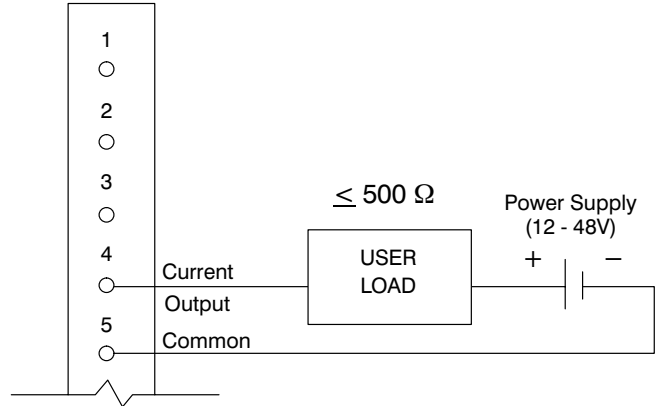 1
2
3
4
5
Current
Output
Common
≤ 500 Ω
USER
LOAD
Power Supply
(12 - 48V)
+ −